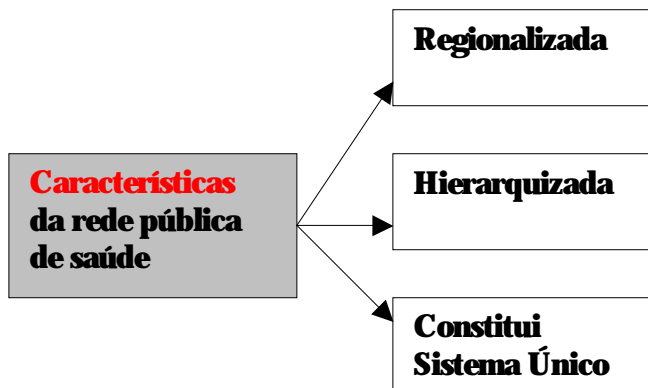 Características
da rede pública
de saúde
Regionalizada
Hierarquizada
Constitui
Sistema Único